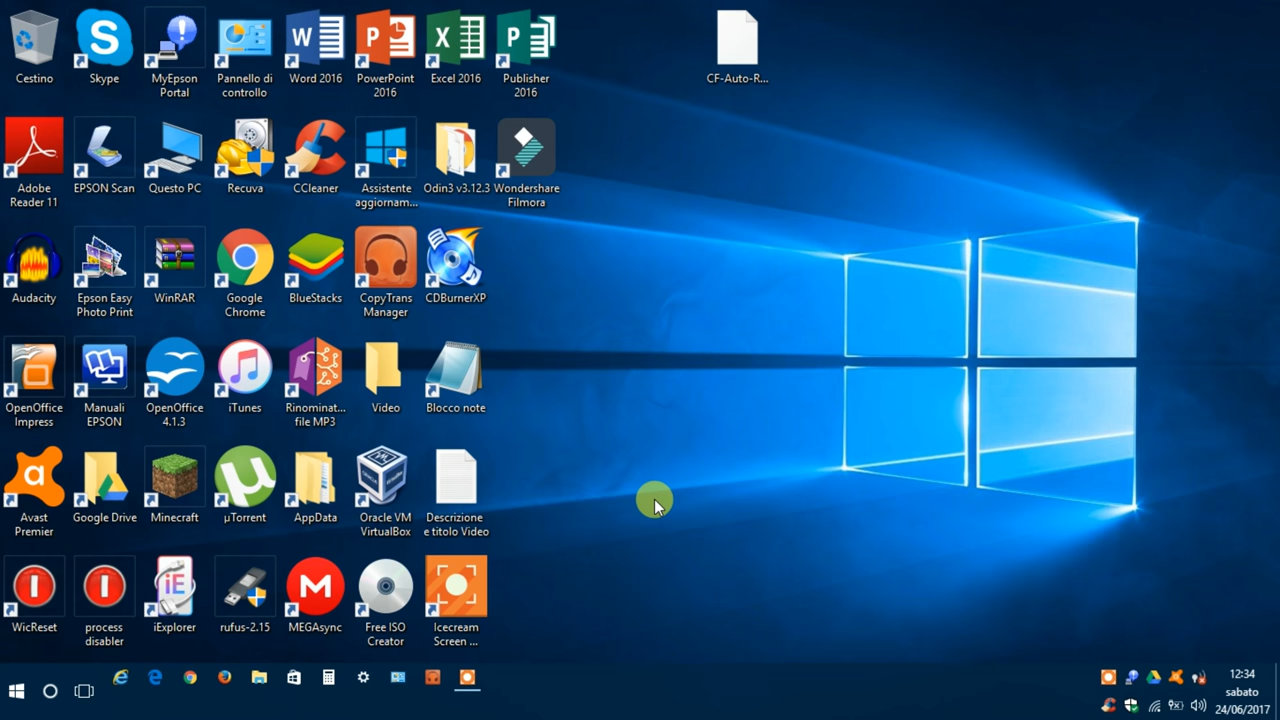 Cestino
Skype
MyEpson
Portal
Pannello di
controllo
Word 2016
PowerPoint
2016
Excel 2016
Publisher
2016
CF-Auto-R...
Adobe
Reader 11
EPSON Scan
Questo PC
Recuva
CCleaner
Assistente
aggiornam...
Odin3 v3.12.3
Wondershare
Filmora
Audacity
Epson Easy
Photo Print
WinRAR
Google
Chrome
BlueStacks
CopyTrans
Manager
CDBurnerXP
OpenOffice
Impress
Manuali
EPSON
OpenOffice
4.1.3
iTunes
Rinominat...
file MP3
Video
Blocco note
Avast
Premier
Google Drive
Minecraft
µTorrent
AppData
Oracle VM
VirtualBox
Descrizione
e titolo Video
WicReset
process
disabler
iExplorer
rufus-2.15
MEGAsync
Free ISO
Creator
Icecream
Screen ...
12:34
sabato
24/06/2017